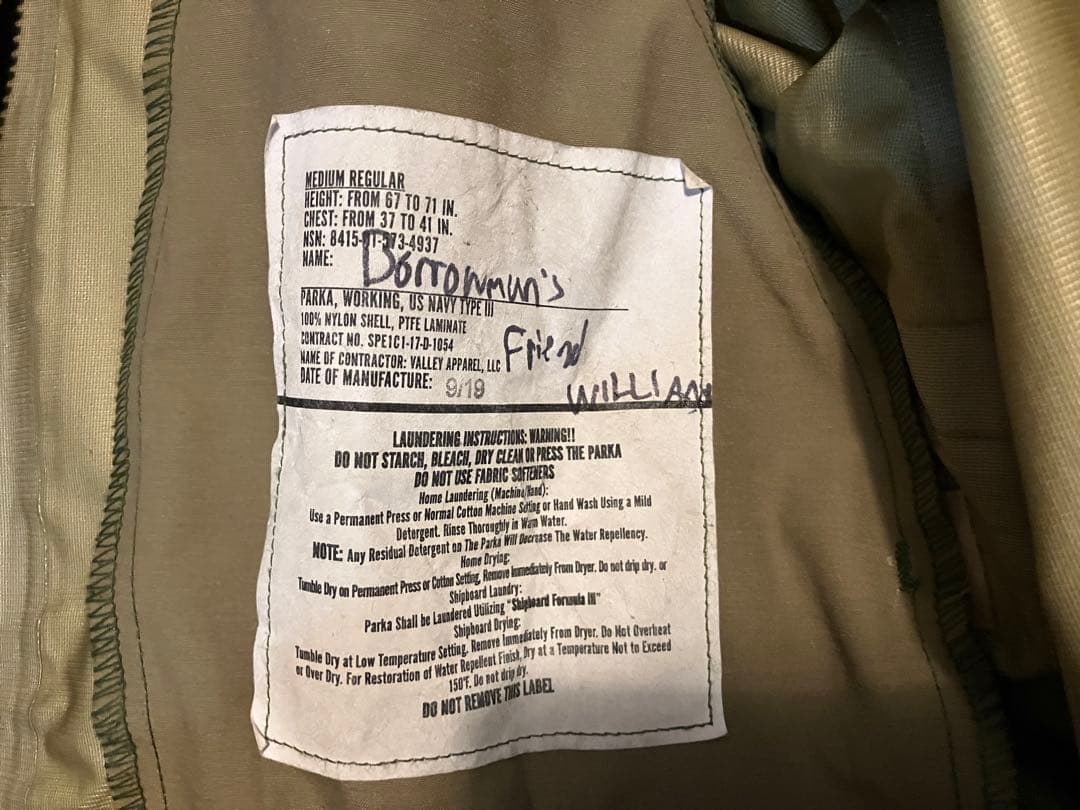 MEDIUM REGULAR
HEIGHT: FROM 67 TO 71 IN.
CHEST: FROM 37 TO 41 IN.
NSN: 8415-01-573-4937
NAME: Borrowman's
PARKA, WORKING, US NAVY TYPE III
100% NYLON SHELL, PTFE LAMINATE
Friend
CONTRACT NO. SPE1C1-17-D-1054
NAME OF CONTRACTOR: VALLEY APPAREL, LLC
DATE OF MANUFACTURE: 9/19
WILLIAM
LAUNDERING INSTRUCTIONS: WARNING!!
DO NOT STARCH, BLEACH, DRY CLEAN OR PRESS THE PARKA
DO NOT USE FABRIC SOFTENERS
Home Laundering (Machine/Hand):
Use a Permanent Press or Normal Cotton Machine Setting or Hand Wash Using a Mild
Detergent. Rinse Thoroughly in Warm Water.
NOTE: Any Residual Detergent on The Parka Will Decrease The Water Repellency.
Home Drying:
Tumble Dry on Permanent Press or Cotton Setting, Remove Immediately From Dryer. Do not drip dry. or
Shipboard Laundry:
Parka Shall be Laundered Utilizing "Shipboard Formula III"
Shipboard Drying:
Tumble Dry at Low Temperature Setting, Remove Immediately From Dryer. Do Not Overheat
or Over Dry. For Restoration of Water Repellent Finish, Dry at a Temperature Not to Exceed
150°F. Do not drip dry.
DO NOT REMOVE THIS LABEL